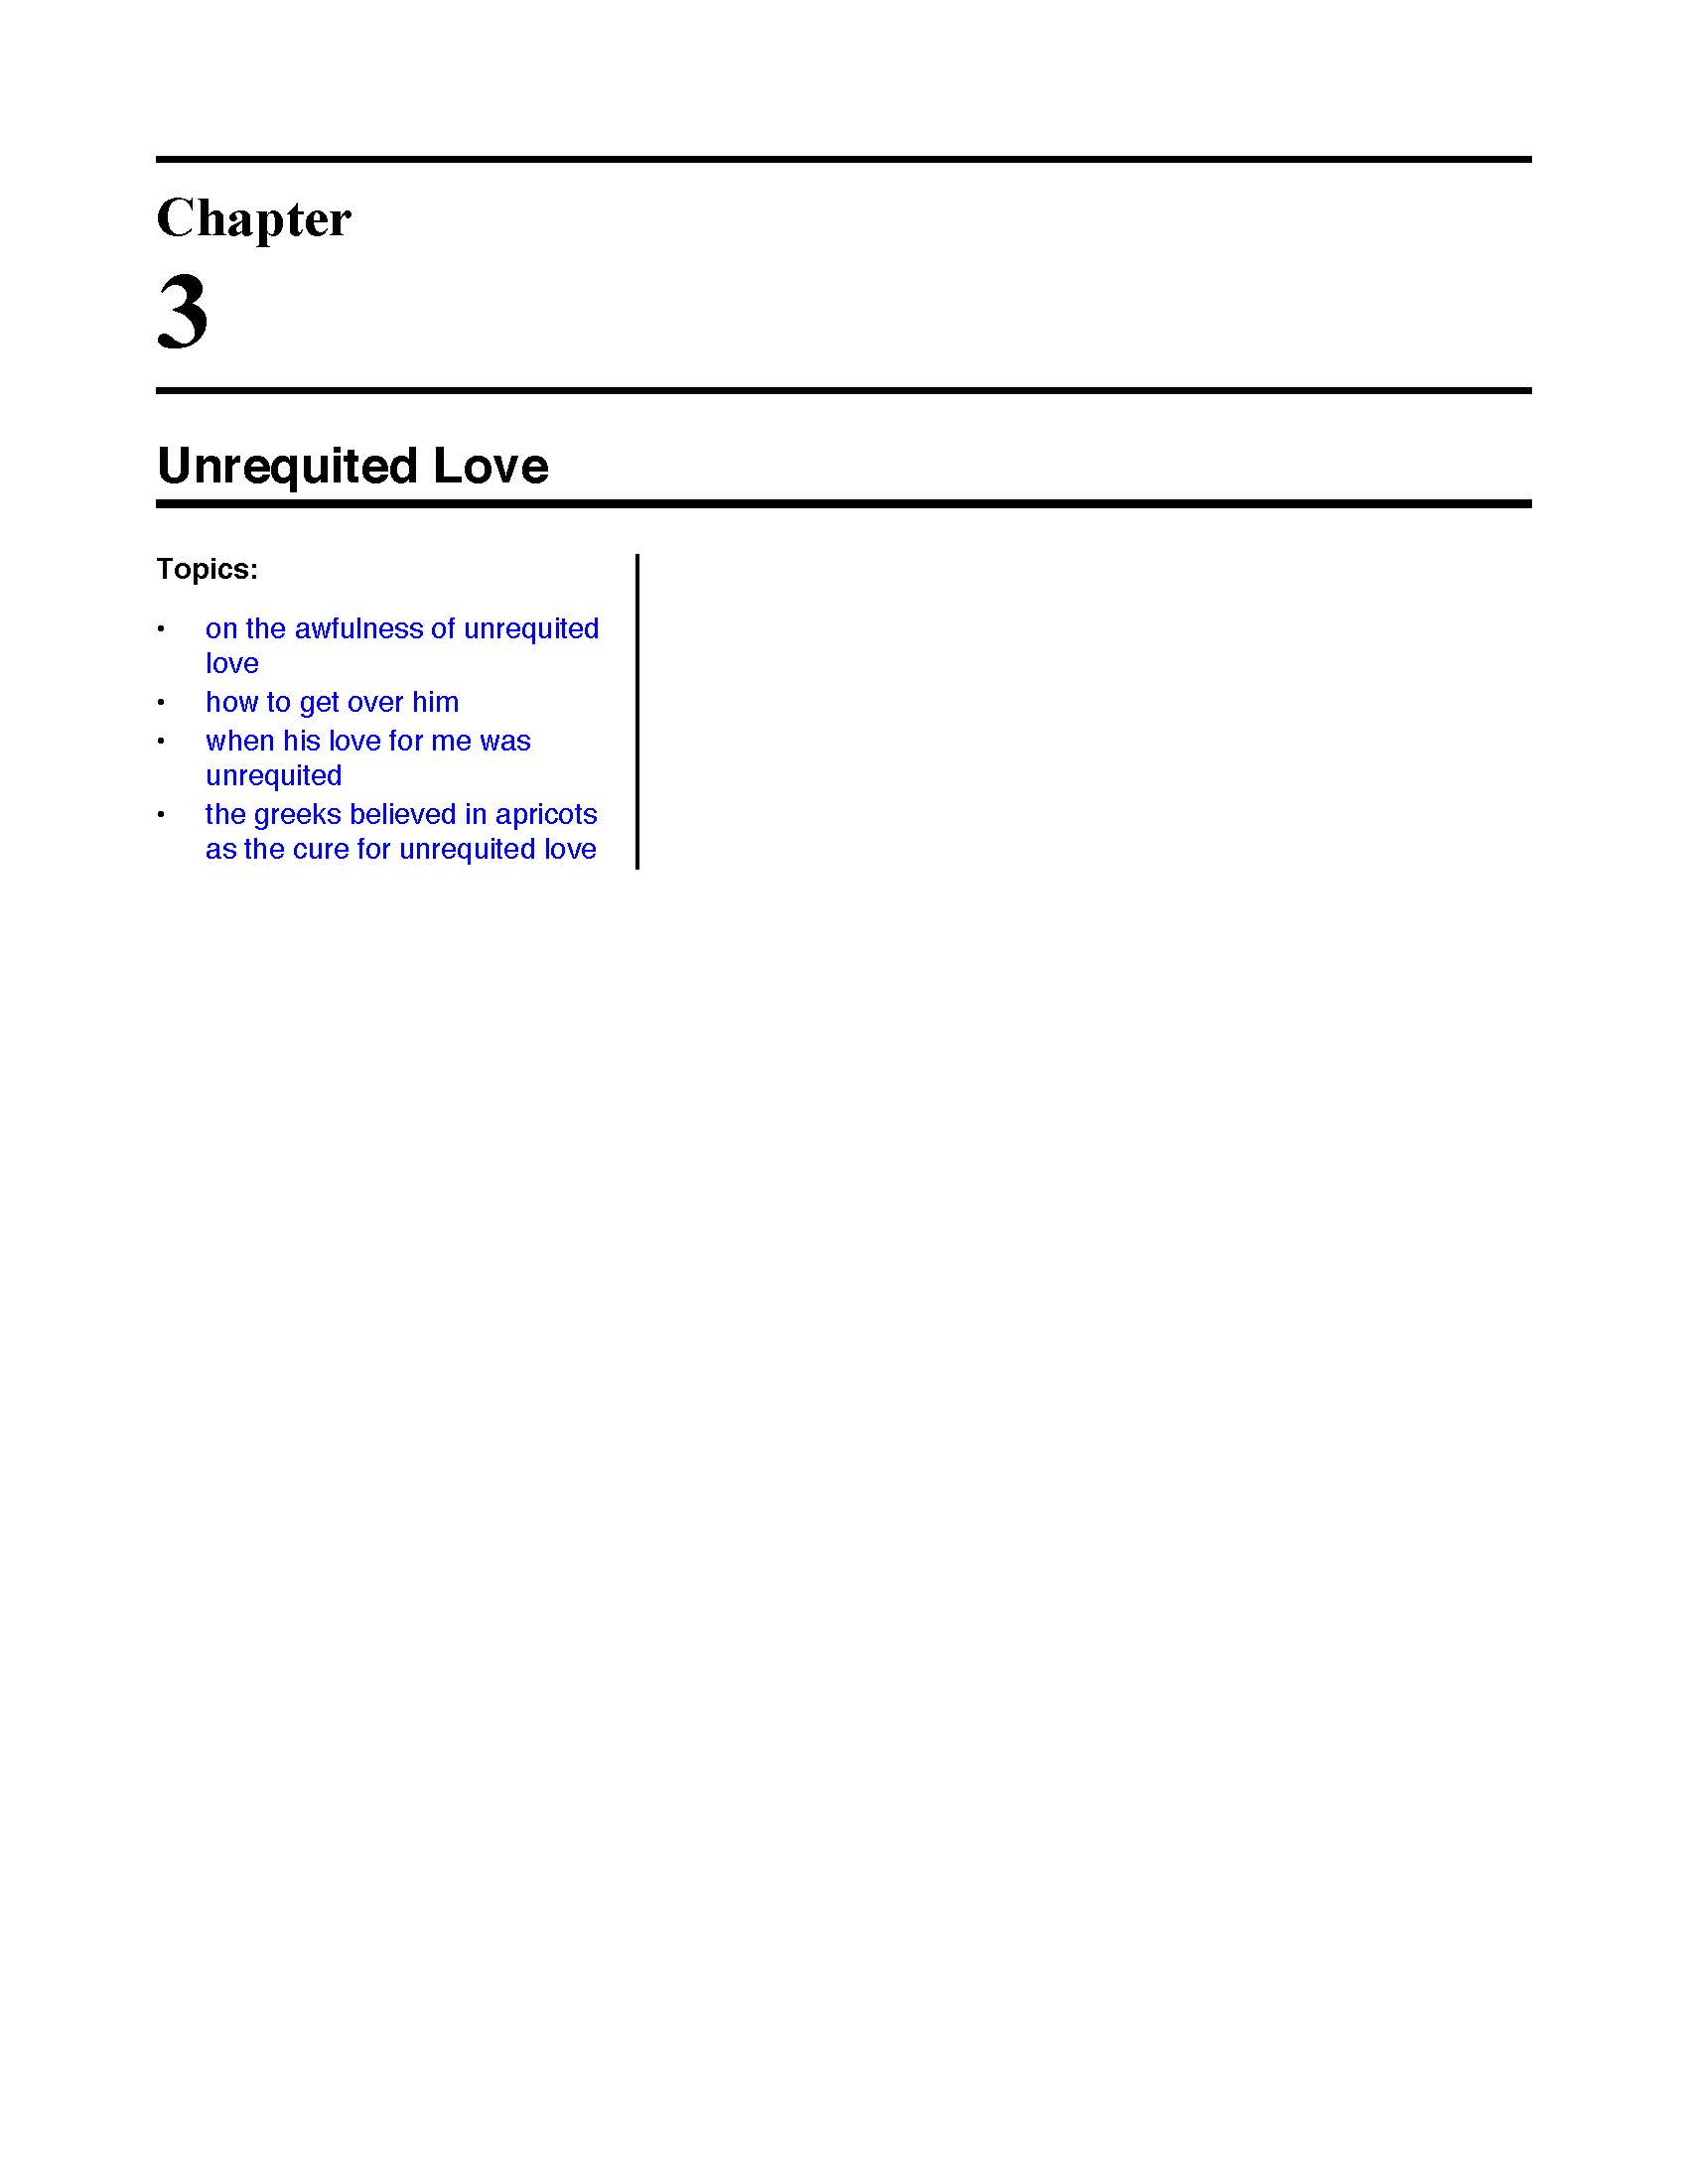 Chapter
3
Unrequited Love
Topics:
• on the awfulness of unrequited
love
• how to get over him
• when his love for me was
unrequited
• the greeks believed in apricots
as the cure for unrequited love